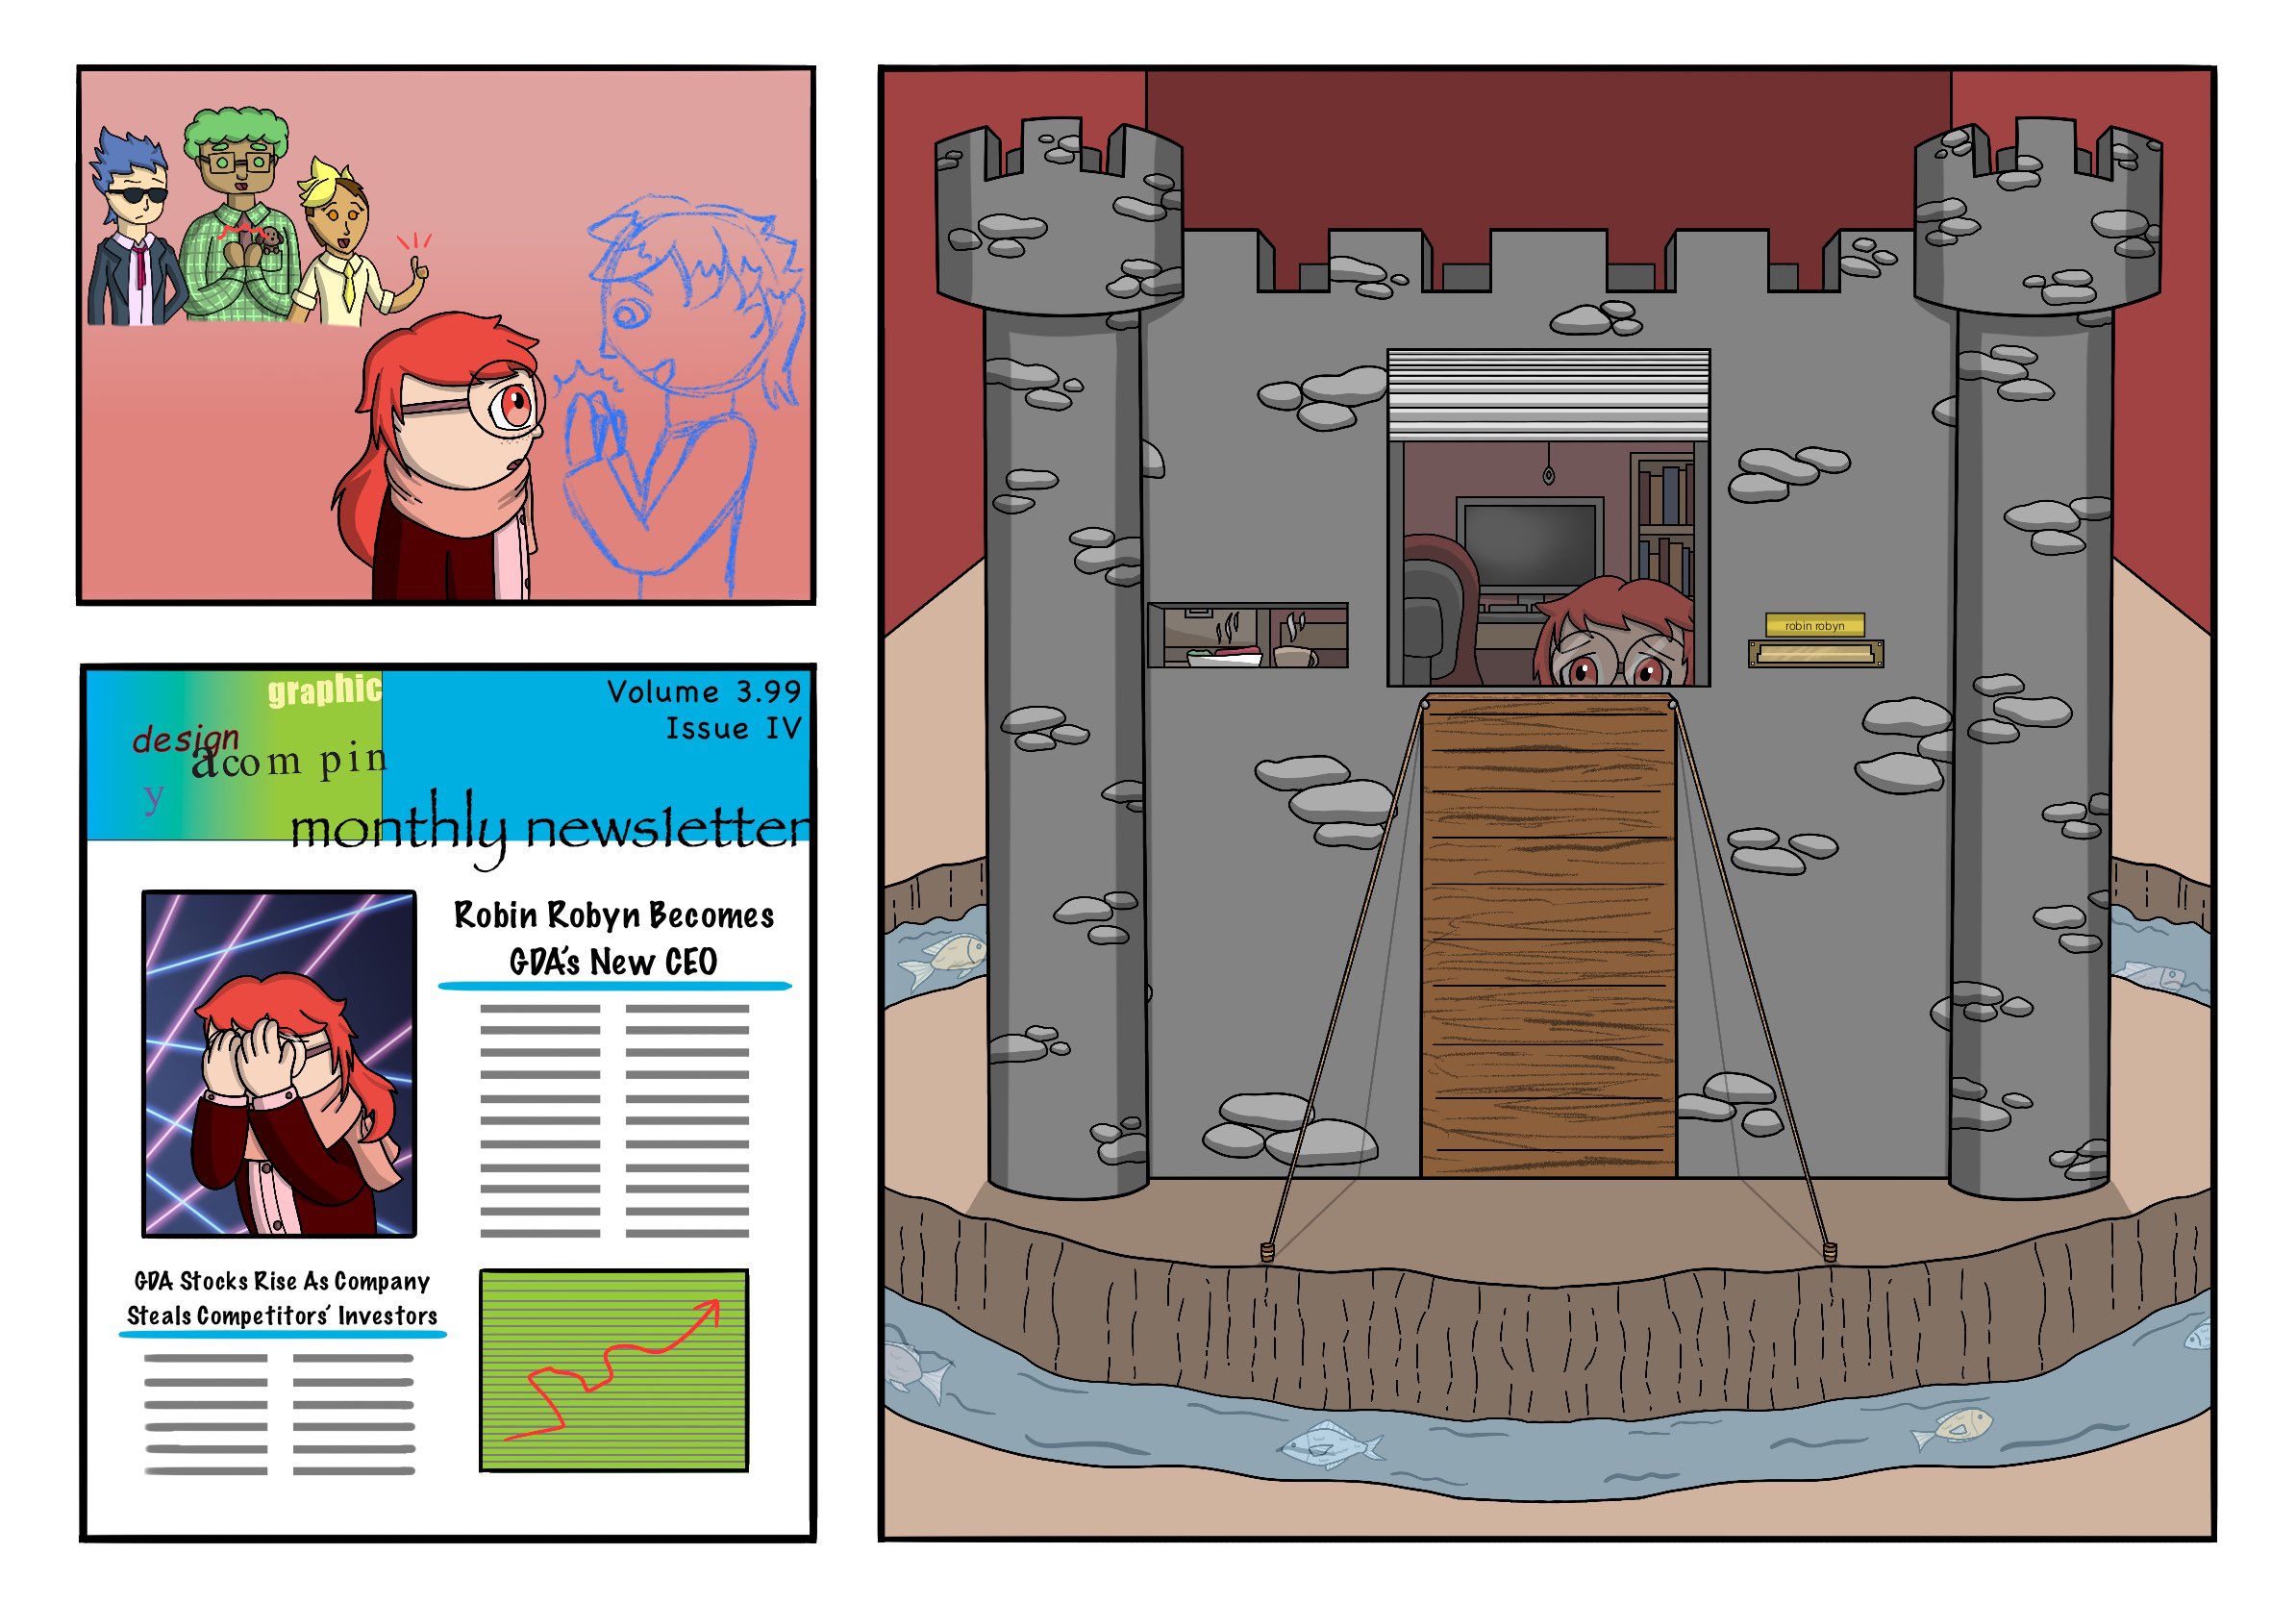 graphic
design
a com pin
y
Volume 3.99
Issue IV
monthly newsletter
Robin Robyn Becomes
GDA's New CEO
GDA Stocks Rise As Company
Steals Competitors' Investors
robin robyn